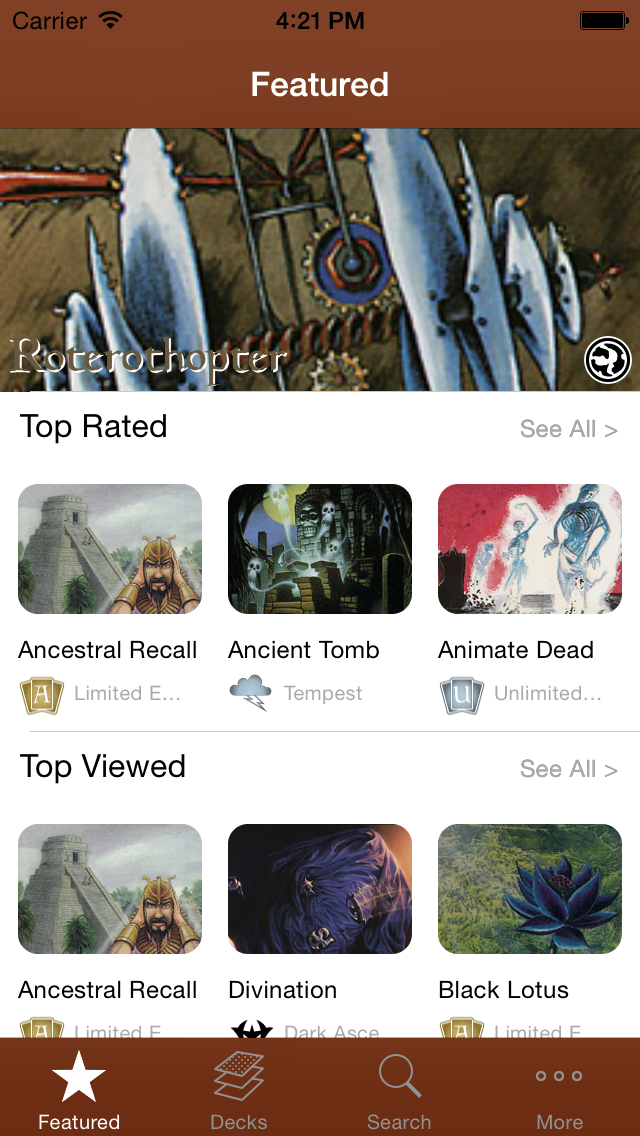 Carrier 4:21 PM
Featured
Roterothopter
Top Rated See All >
Ancestral Recall Ancient Tomb Animate Dead
A Limited E... Tempest U Unlimited...
Top Viewed See All >
Ancestral Recall Divination Black Lotus
A Limited E Dark Asce A Limited E
Featured Decks Search More